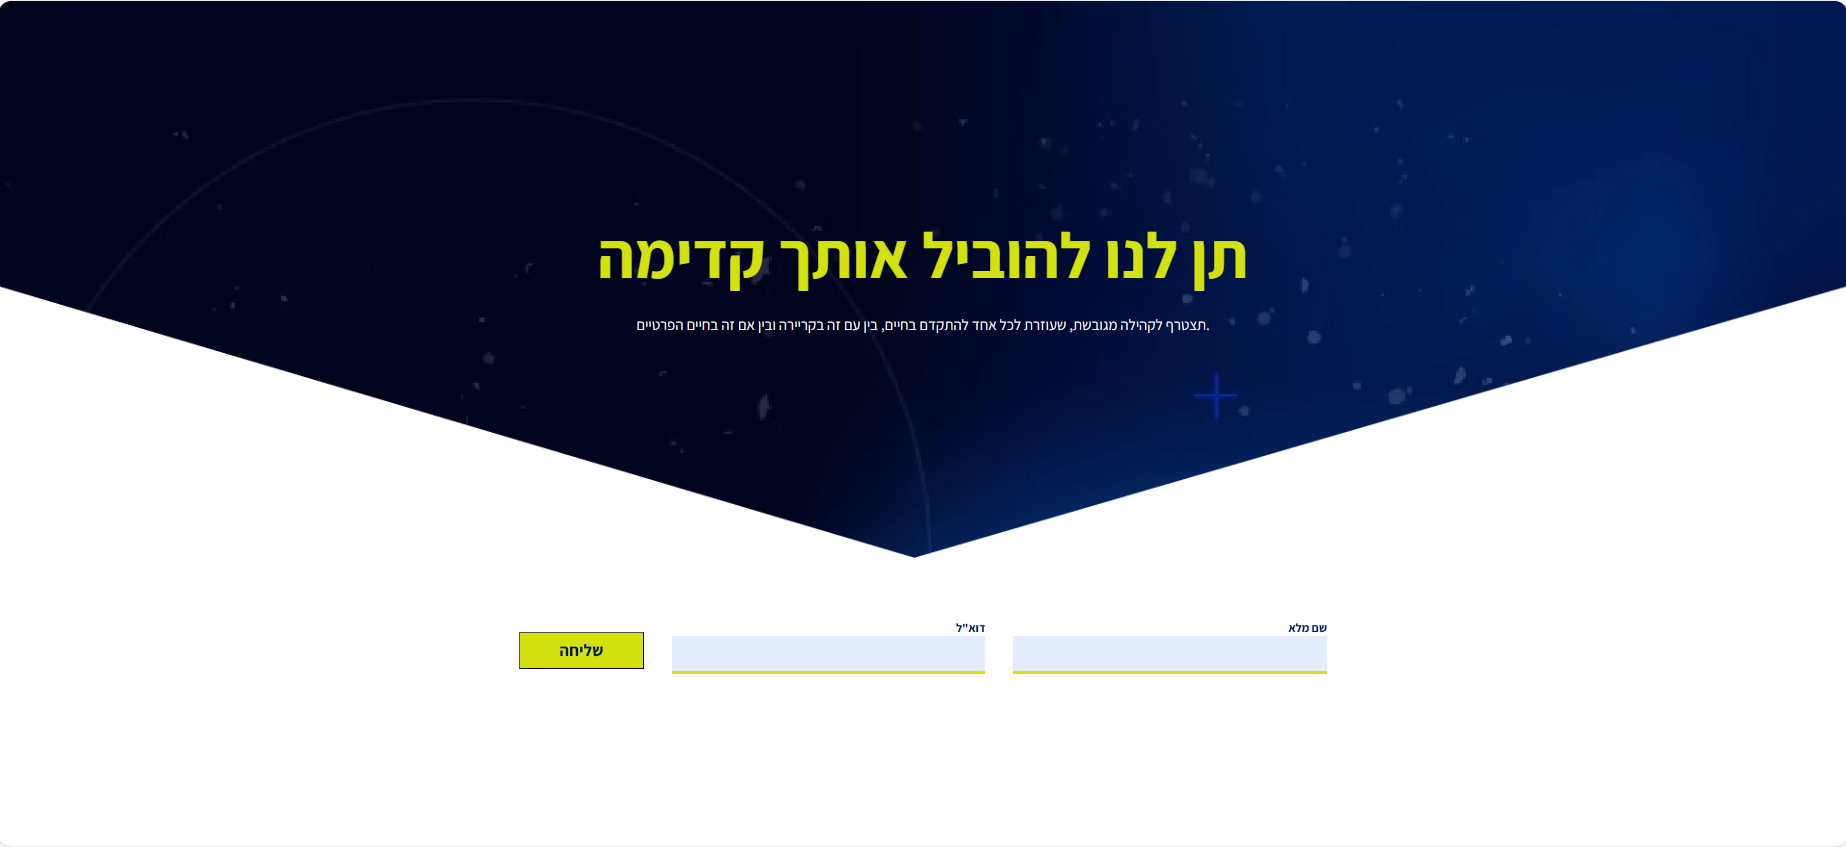 תן לנו להוביל אותך קדימה
.תצטרף לקהילה מגובשת, שעוזרת לכל אחד להתקדם בחיים, בין עם זה בקריירה ובין אם זה בחיים הפרטיים
שם מלא
דוא"ל
שליחה